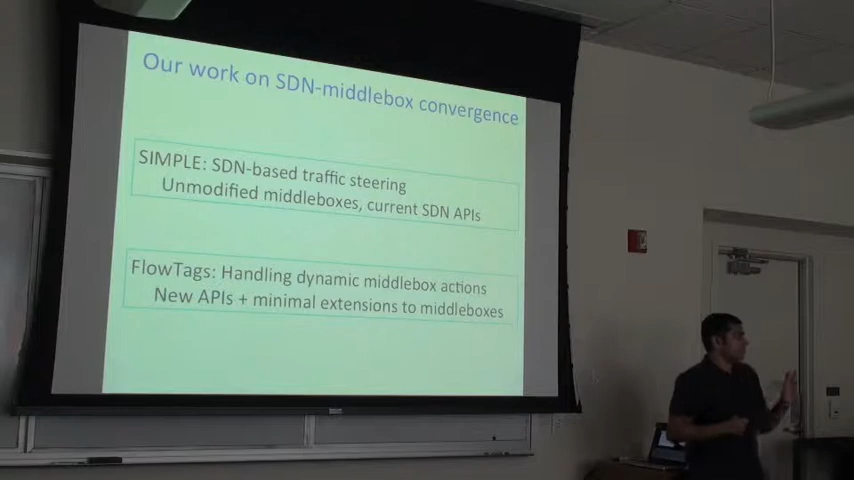 Our work on SDN-middlebox convergence
SIMPLE: SDN-based traffic steering
Unmodified middleboxes, current SDN APIs
FlowTags: Handling dynamic middlebox actions
New APIs + minimal extensions to middleboxes